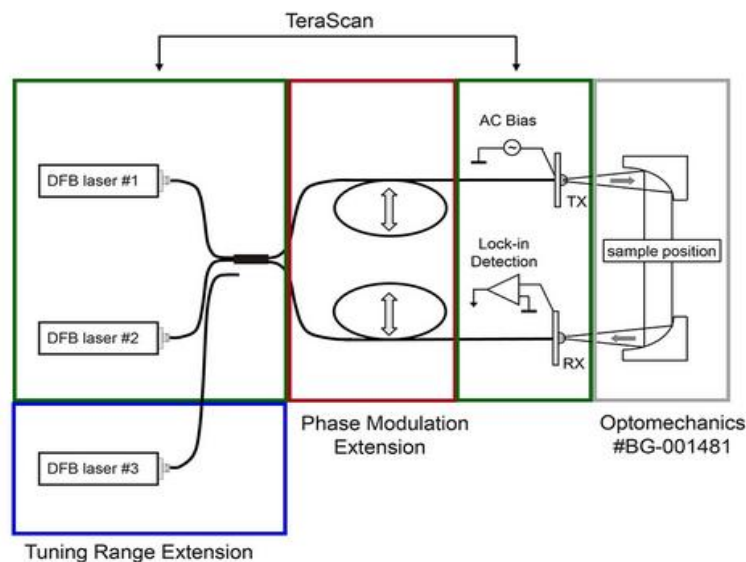 TeraScan
DFB laser #1
DFB laser #2
DFB laser #3
AC Bias
TX
Lock-in
Detection
RX
sample position
Phase Modulation
Extension
Optomechanics
#BG-001481
Tuning Range Extension